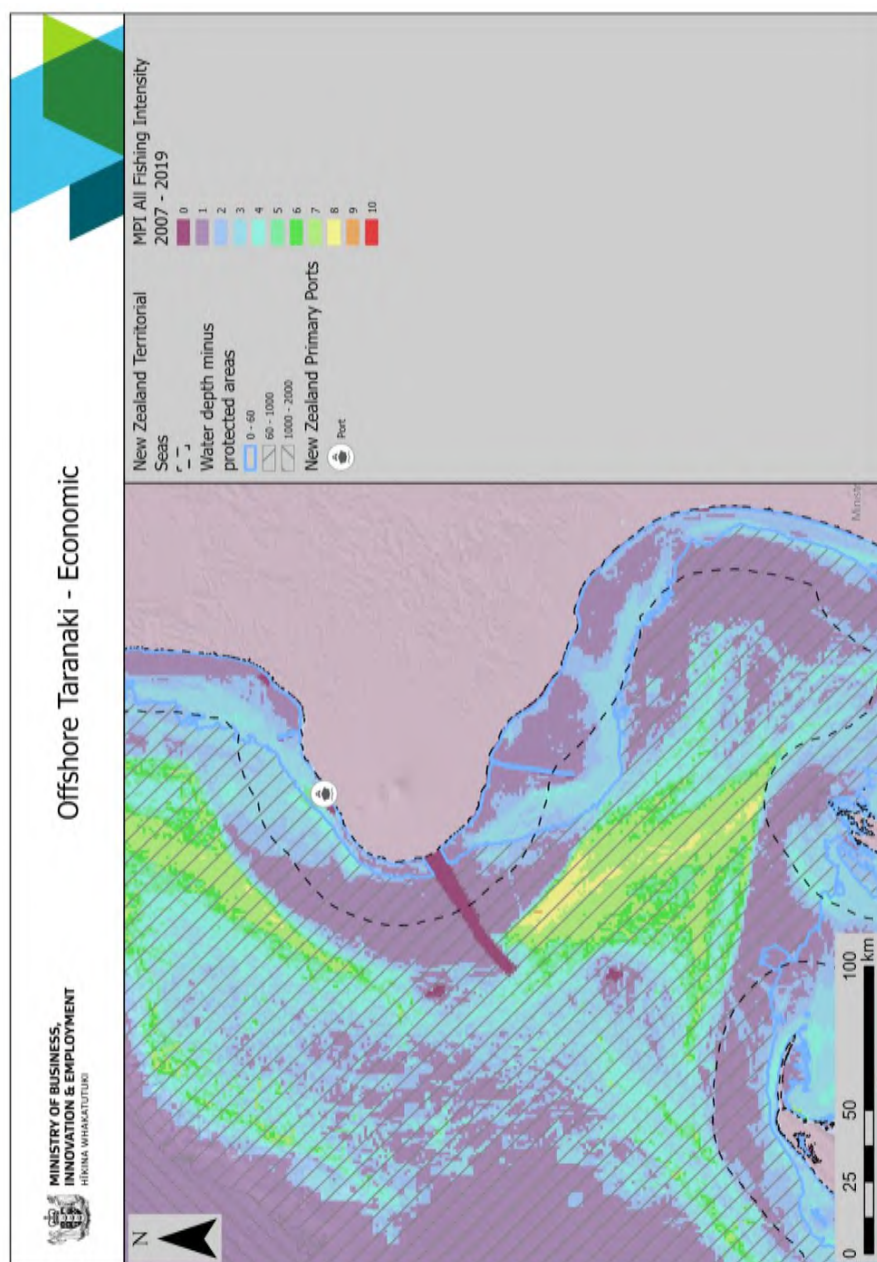 MINISTRY OF BUSINESS,
INNOVATION & EMPLOYMENT
HĪKINA WHAKATUTUKI
Offshore Taranaki - Economic
N
0 25 50 100
km
Minist
New Zealand Territorial
Seas
Water depth minus
protected areas
0 - 60
60 - 1000
1000 - 2000
New Zealand Primary Ports
Port
MPI All Fishing Intensity
2007 - 2019
0
1
2
3
4
5
6
7
8
9
10